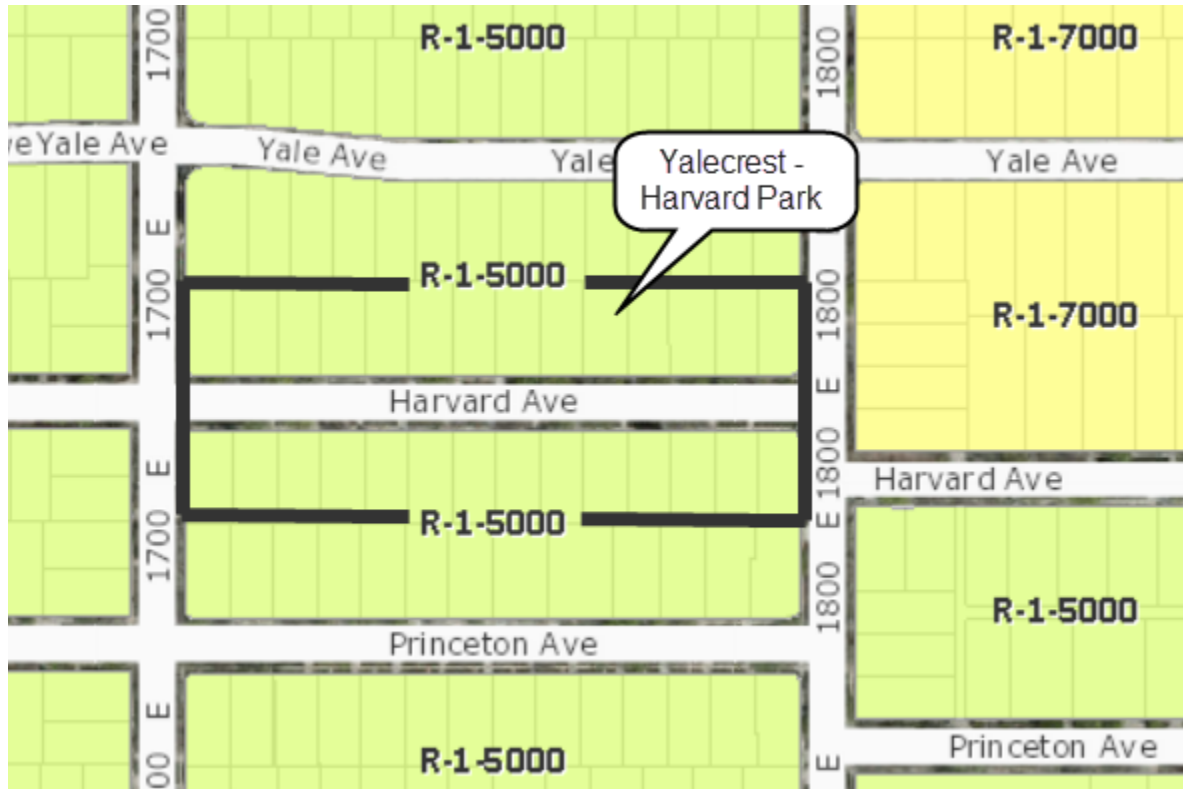 1700
R-1-5000
1800
R-1-7000
e Yale Ave
Yale Ave
Yale
Yalecrest -
Harvard Park
Yale Ave
E
1700
R-1-5000
1800
R-1-7000
E
Harvard Ave
E
1700
R-1-5000
1800
E
Harvard Ave
1800
R-1-5000
Princeton Ave
E
00
R-1-5000
E
Princeton Ave